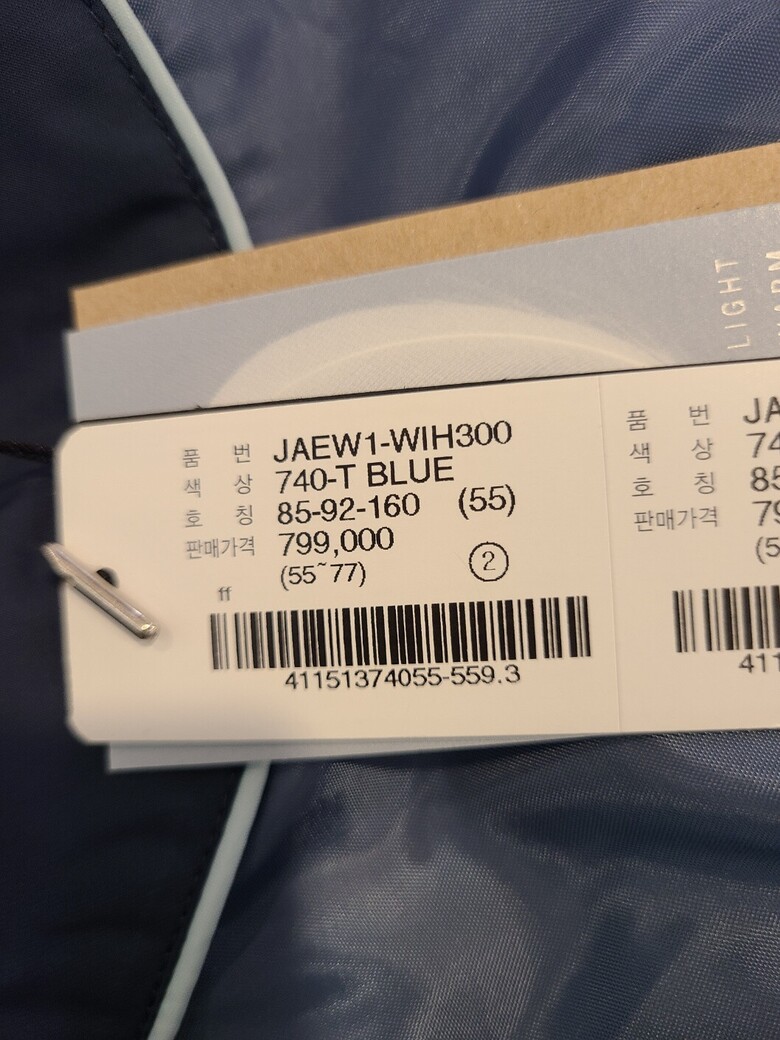 LIGHT
품 번 JAEW1-WIH300
색 상 740-T BLUE
호 칭 85-92-160 (55)
판매가격 799,000
(55~77) ②
ff
41151374055-559.3
품 번 JA
색 상 74
호 칭 85
판매가격 79
(5
411